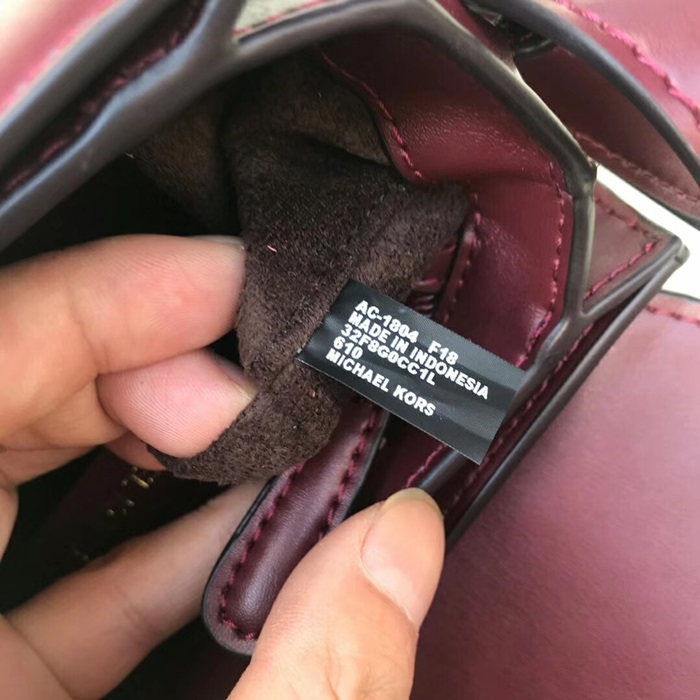 AC-1804 F18
MADE IN INDONESIA
32F8G0CC1L
610
MICHAEL KORS